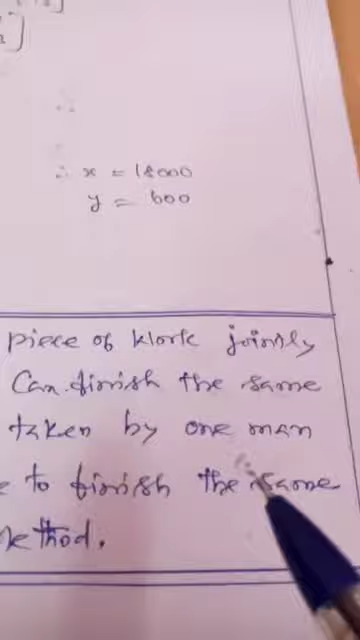 ∴ x = 18000
y = 600
piece of work jointly
Can finish the same
taken by one man
to finish the same
method.